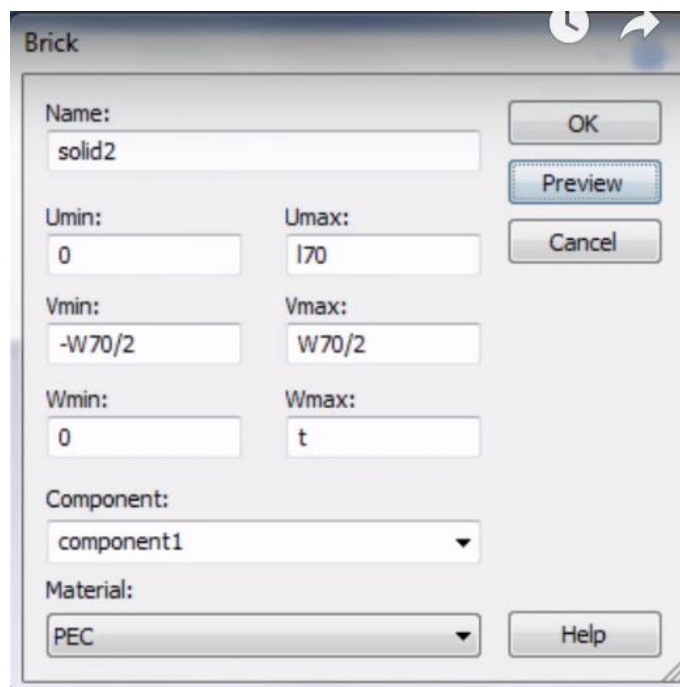 Brick
Name:
OK
solid2
Preview
Umin:
Umax:
Cancel
0
l70
Vmin:
Vmax:
-W70/2
W70/2
Wmin:
Wmax:
0
t
Component:
component1
Material:
PEC
Help